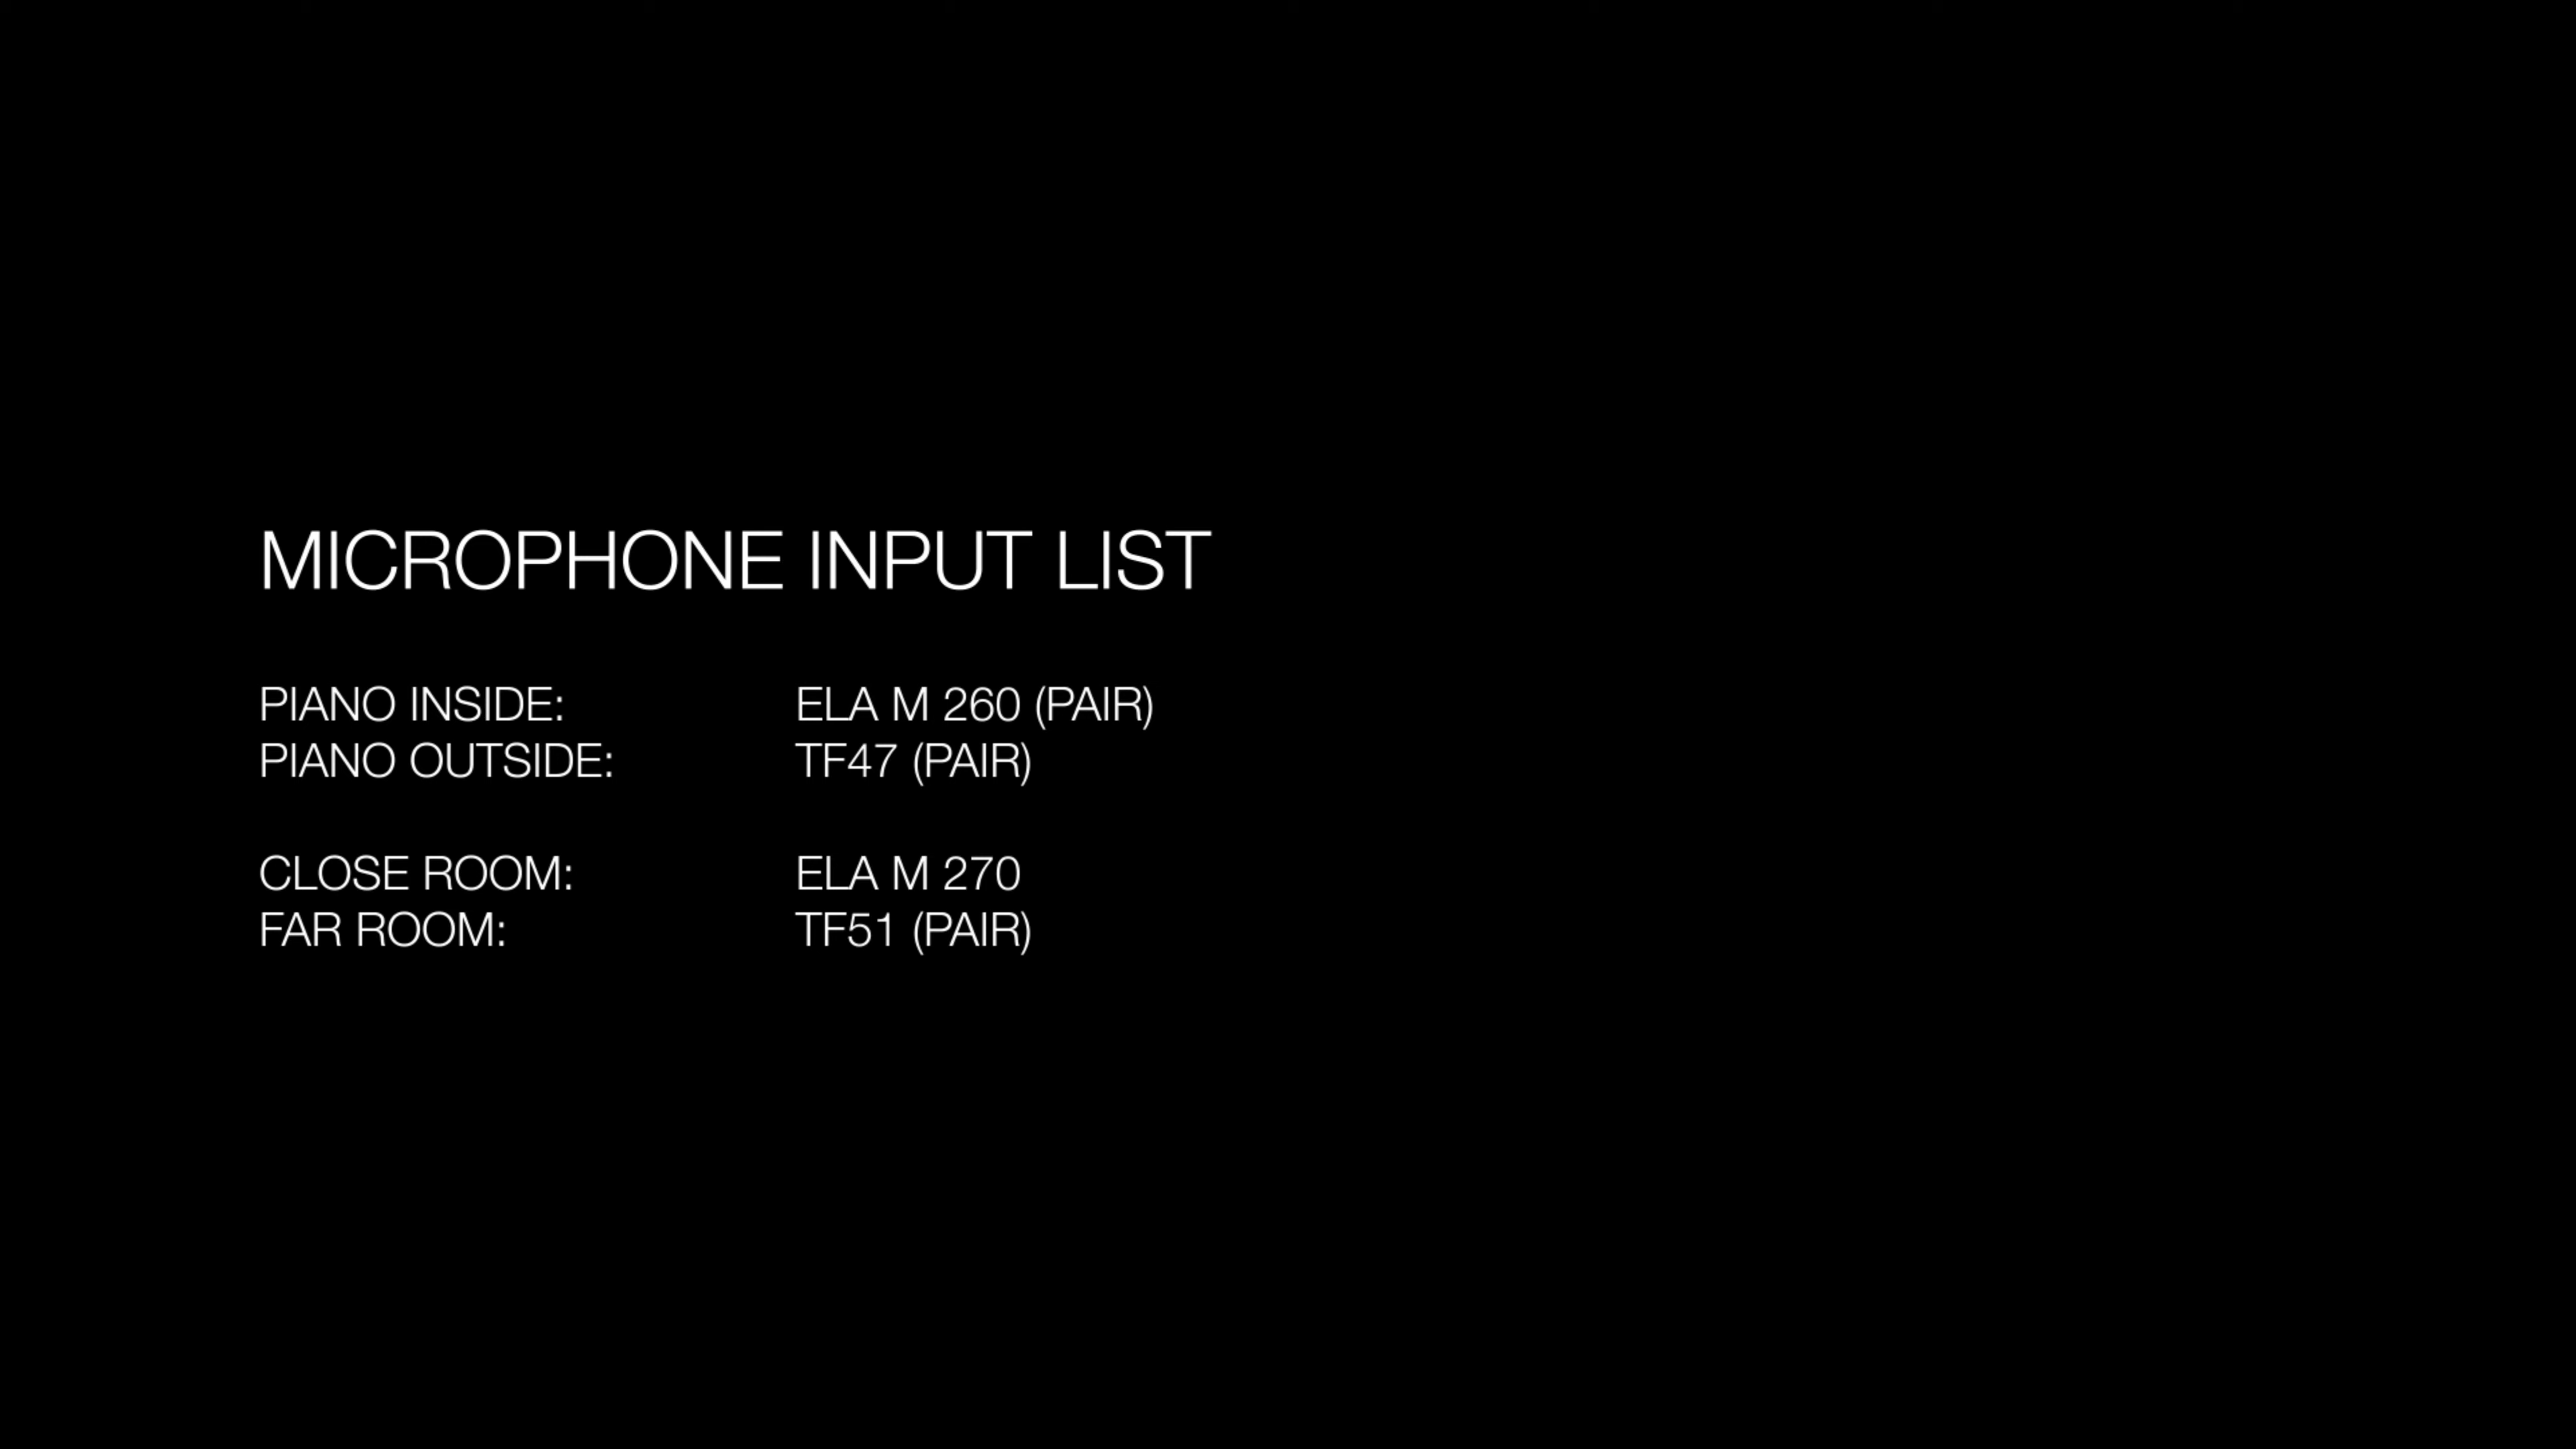 MICROPHONE INPUT LIST
PIANO INSIDE: ELA M 260 (PAIR)
PIANO OUTSIDE: TF47 (PAIR)
CLOSE ROOM: ELA M 270
FAR ROOM: TF51 (PAIR)